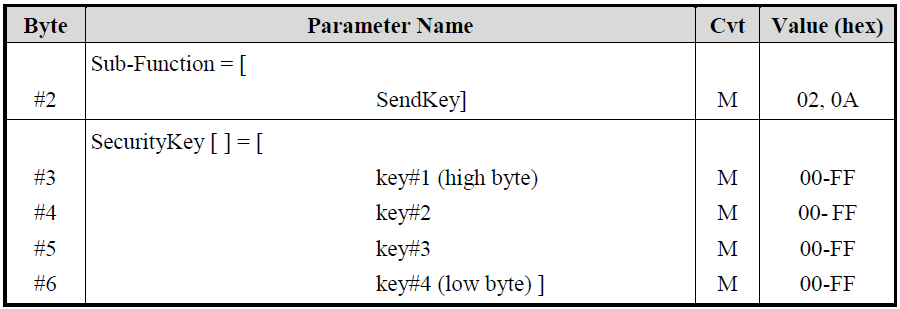 Byte Parameter Name Cvt Value (hex)
Sub-Function = [
#2 SendKey] M 02, 0A
SecurityKey [ ] = [
#3 key#1 (high byte) M 00-FF
#4 key#2 M 00- FF
#5 key#3 M 00-FF
#6 key#4 (low byte) ] M 00-FF